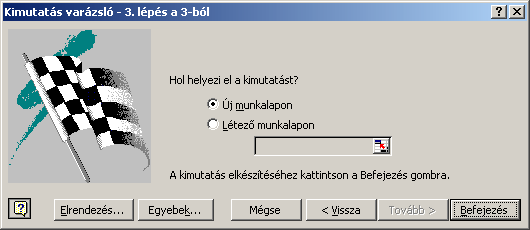 Kimutatás varázsló - 3. lépés a 3-ból
Hol helyezi el a kimutatást?
Új munkalapon
Létező munkalapon
A kimutatás elkészítéséhez kattintson a Befejezés gombra.
? Elrendezés... Egyebek... Mégse < Vissza Tovább > Befejezés